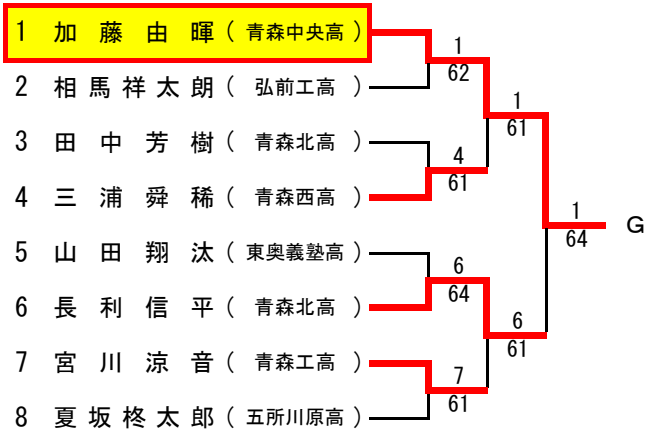 1 加藤由暉(青森中央高)
2 相馬祥太朗(弘前工高)
3 田中芳樹(青森北高)
4 三浦舜稀(青森西高)
5 山田翔汰(東奥義塾高)
6 長利信平(青森北高)
7 宮川涼音(青森工高)
8 夏坂柊太郎(五所川原高)
1
62
4
61
6
64
7
61
1
61
6
61
1
64
G